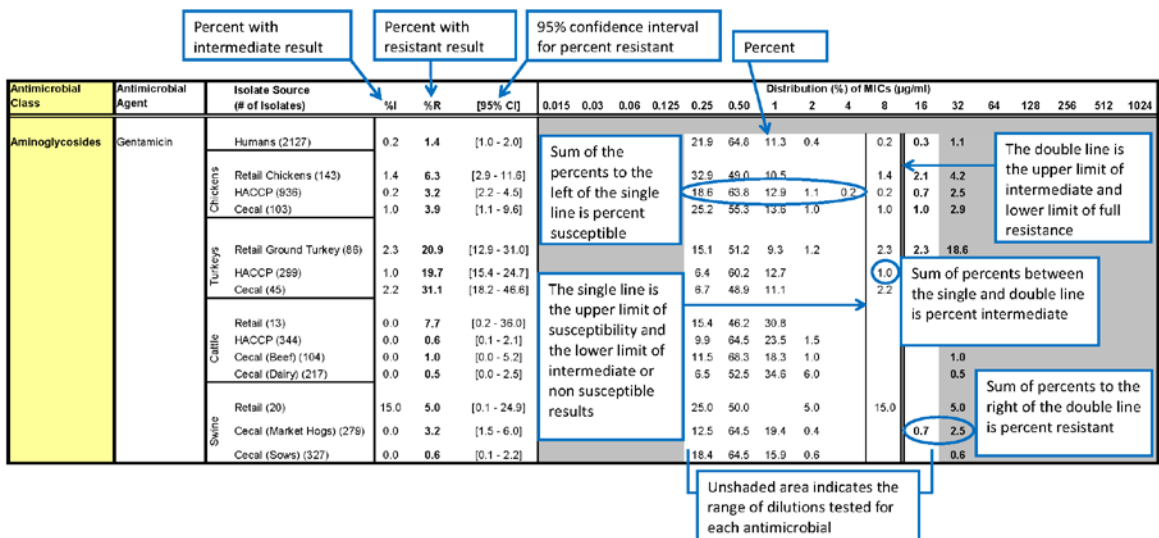 Percent with
intermediate result
Percent with
resistant result
95% confidence interval
for percent resistant
Percent
Antimicrobial
Class
Antimicrobial
Agent
Isolate Source
(# of Isolates)
%I
%R
[95% CI]
Distribution (%) of MICs (µg/ml)
0.015 0.03 0.06 0.125 0.25 0.50 1 2 4 8 16 32 64 128 256 512 1024
Aminoglycosides Gentamicin Humans (2127) 0.2 1.4 [1.0 - 2.0] 21.9 64.8 11.3 0.4 0.2 0.3 1.1
Chickens
Retail Chickens (143) 1.4 6.3 [2.9 - 11.6] 32.9 49.0 10.5 1.4 2.1 4.2
HACCP (936) 0.2 3.2 [2.2 - 4.5] 18.6 63.8 12.9 1.1 0.2 0.2 0.7 2.5
Cecal (103) 1.0 3.9 [1.1 - 9.6] 25.2 55.3 13.6 1.0 1.0 1.0 2.9
Turkeys
Retail Ground Turkey (86) 2.3 20.9 [12.9 - 31.0] 15.1 51.2 9.3 1.2 2.3 2.3 18.6
HACCP (299) 1.0 19.7 [15.4 - 24.7] 6.4 60.2 12.7 1.0
Cecal (45) 2.2 31.1 [18.2 - 46.6] 6.7 48.9 11.1 2.2
Cattle
Retail (13) 0.0 7.7 [0.2 - 36.0] 15.4 46.2 30.8
HACCP (344) 0.0 0.6 [0.1 - 2.1] 9.9 64.5 23.5 1.5
Cecal (Beef) (104) 0.0 1.0 [0.0 - 5.2] 11.5 68.3 18.3 1.0 1.0
Cecal (Dairy) (217) 0.0 0.5 [0.0 - 2.5] 6.5 52.5 34.6 6.0 0.5
Swine
Retail (20) 15.0 5.0 [0.1 - 24.9] 25.0 50.0 5.0 15.0 5.0
Cecal (Market Hogs) (279) 0.0 3.2 [1.5 - 6.0] 12.5 64.5 19.4 0.4 0.7 2.5
Cecal (Sows) (327) 0.0 0.6 [0.1 - 2.2] 18.4 64.5 15.9 0.6 0.6
Sum of the
percents to the
left of the single
line is percent
susceptible
The single line is
the upper limit of
susceptibility and
the lower limit of
intermediate or
non susceptible
results
The double line is
the upper limit of
intermediate and
lower limit of full
resistance
Sum of percents between
the single and double line
is percent intermediate
Sum of percents to the
right of the double line
is percent resistant
Unshaded area indicates the
range of dilutions tested for
each antimicrobial